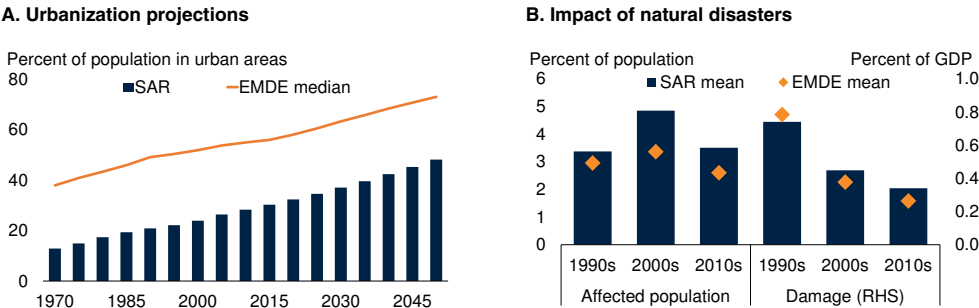 A. Urbanization projections
Percent of population in urban areas
SAR
EMDE median
80
60
40
20
0
1970
1985
2000
2015
2030
2045
B. Impact of natural disasters
Percent of population
Percent of GDP
SAR mean
EMDE mean
6
5
4
3
2
1
0
1.0
0.8
0.6
0.4
0.2
0.0
1990s
2000s
2010s
1990s
2000s
2010s
Affected population
Damage (RHS)